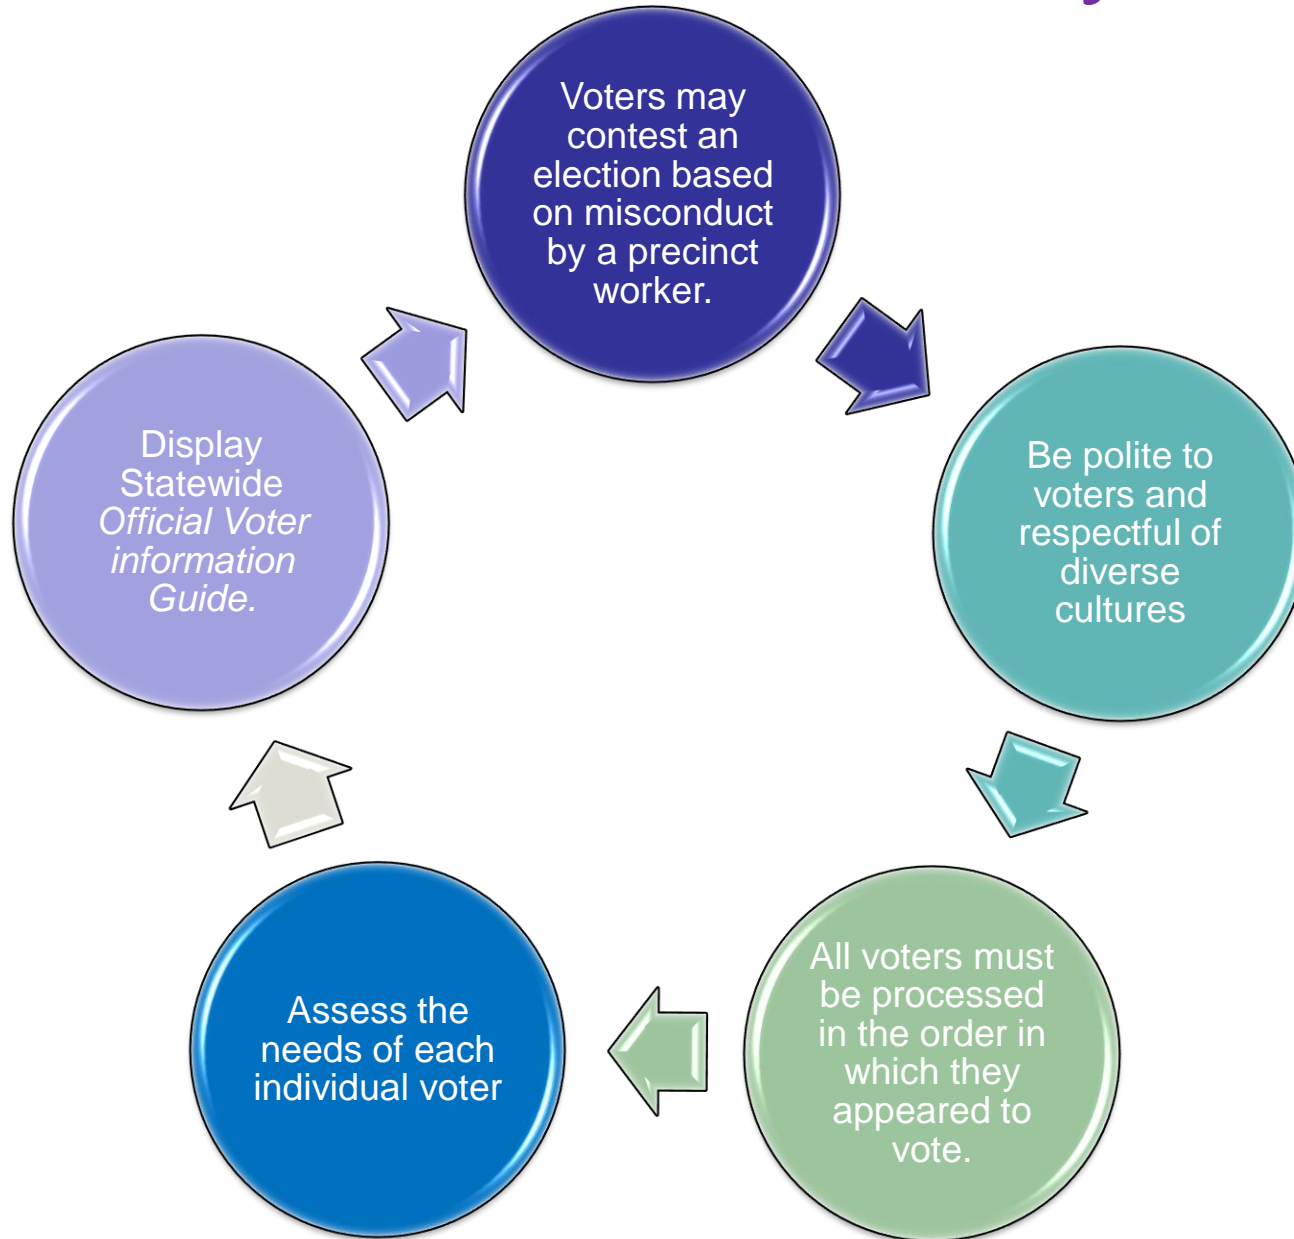 Voters may
contest an
election based
on misconduct
by a precinct
worker.
Be polite to
voters and
respectful of
diverse
cultures
All voters must
be processed
in the order in
which they
appeared to
vote.
Assess the
needs of each
individual voter
Display
Statewide
Official Voter
information
Guide.